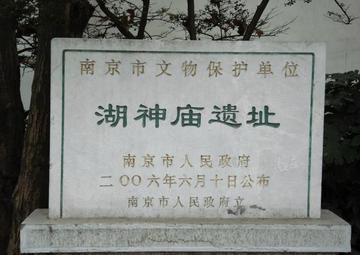 南京市文物保护单位
湖神庙遗址
南京市人民政府
二〇〇六年六月十日公布
南京市人民政府立